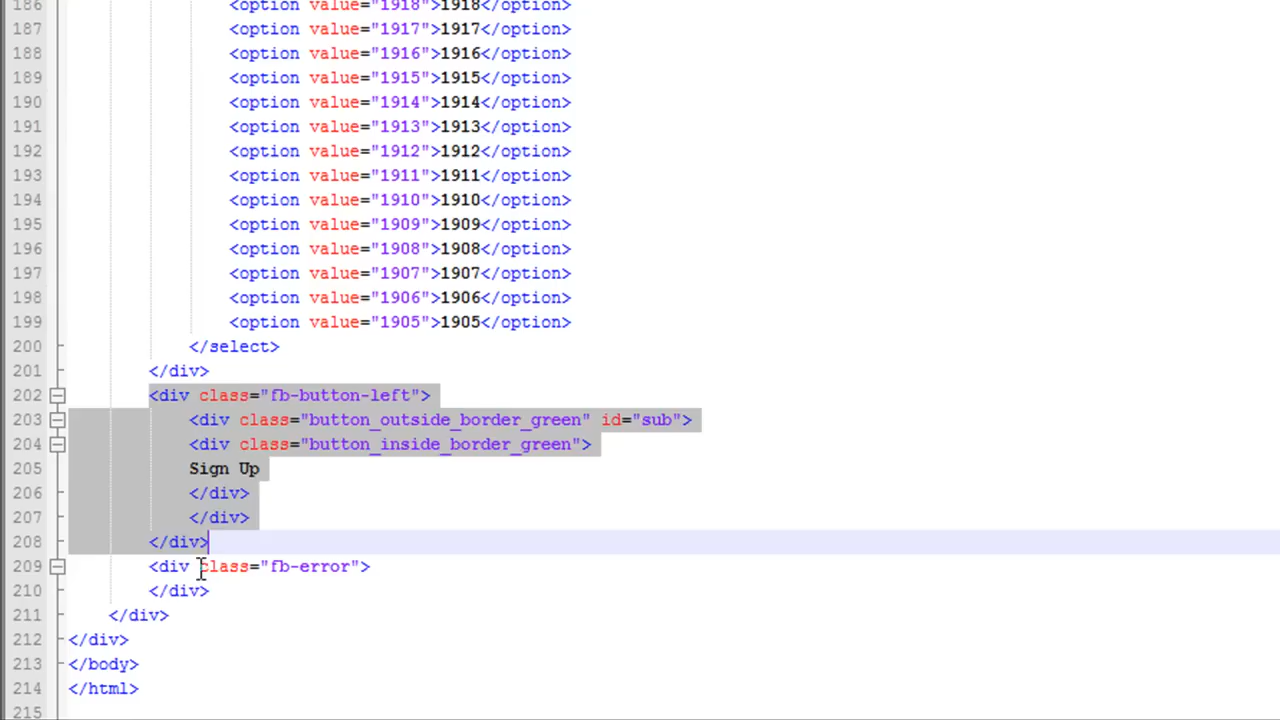 186 <option value="1918">1918</option>
187 <option value="1917">1917</option>
188 <option value="1916">1916</option>
189 <option value="1915">1915</option>
190 <option value="1914">1914</option>
191 <option value="1913">1913</option>
192 <option value="1912">1912</option>
193 <option value="1911">1911</option>
194 <option value="1910">1910</option>
195 <option value="1909">1909</option>
196 <option value="1908">1908</option>
197 <option value="1907">1907</option>
198 <option value="1906">1906</option>
199 <option value="1905">1905</option>
200 </select>
201 </div>
202 <div class="fb-button-left">
203 <div class="button_outside_border_green" id="sub">
204 <div class="button_inside_border_green">
205 Sign Up
206 </div>
207 </div>
208 </div>
209 <div class="fb-error">
210 </div>
211 </div>
212 </div>
213 </body>
214 </html>
215